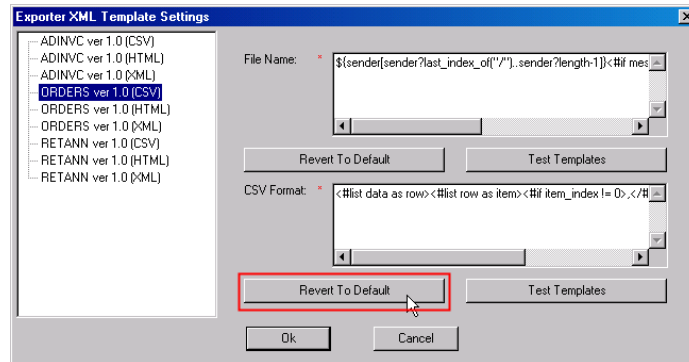 Exporter XML Template Settings
ADINVC ver 1.0 (CSV)
ADINVC ver 1.0 (HTML)
ADINVC ver 1.0 (XML)
ORDERS ver 1.0 (CSV)
ORDERS ver 1.0 (HTML)
ORDERS ver 1.0 (XML)
RETANN ver 1.0 (CSV)
RETANN ver 1.0 (HTML)
RETANN ver 1.0 (XML)
File Name: * ${sender[sender?last_index_of("/")..sender?length-1]}<#if mes
Revert To Default Test Templates
CSV Format: * <#list data as row><#list row as item><#if item_index != 0>,</#
Revert To Default Test Templates
Ok Cancel